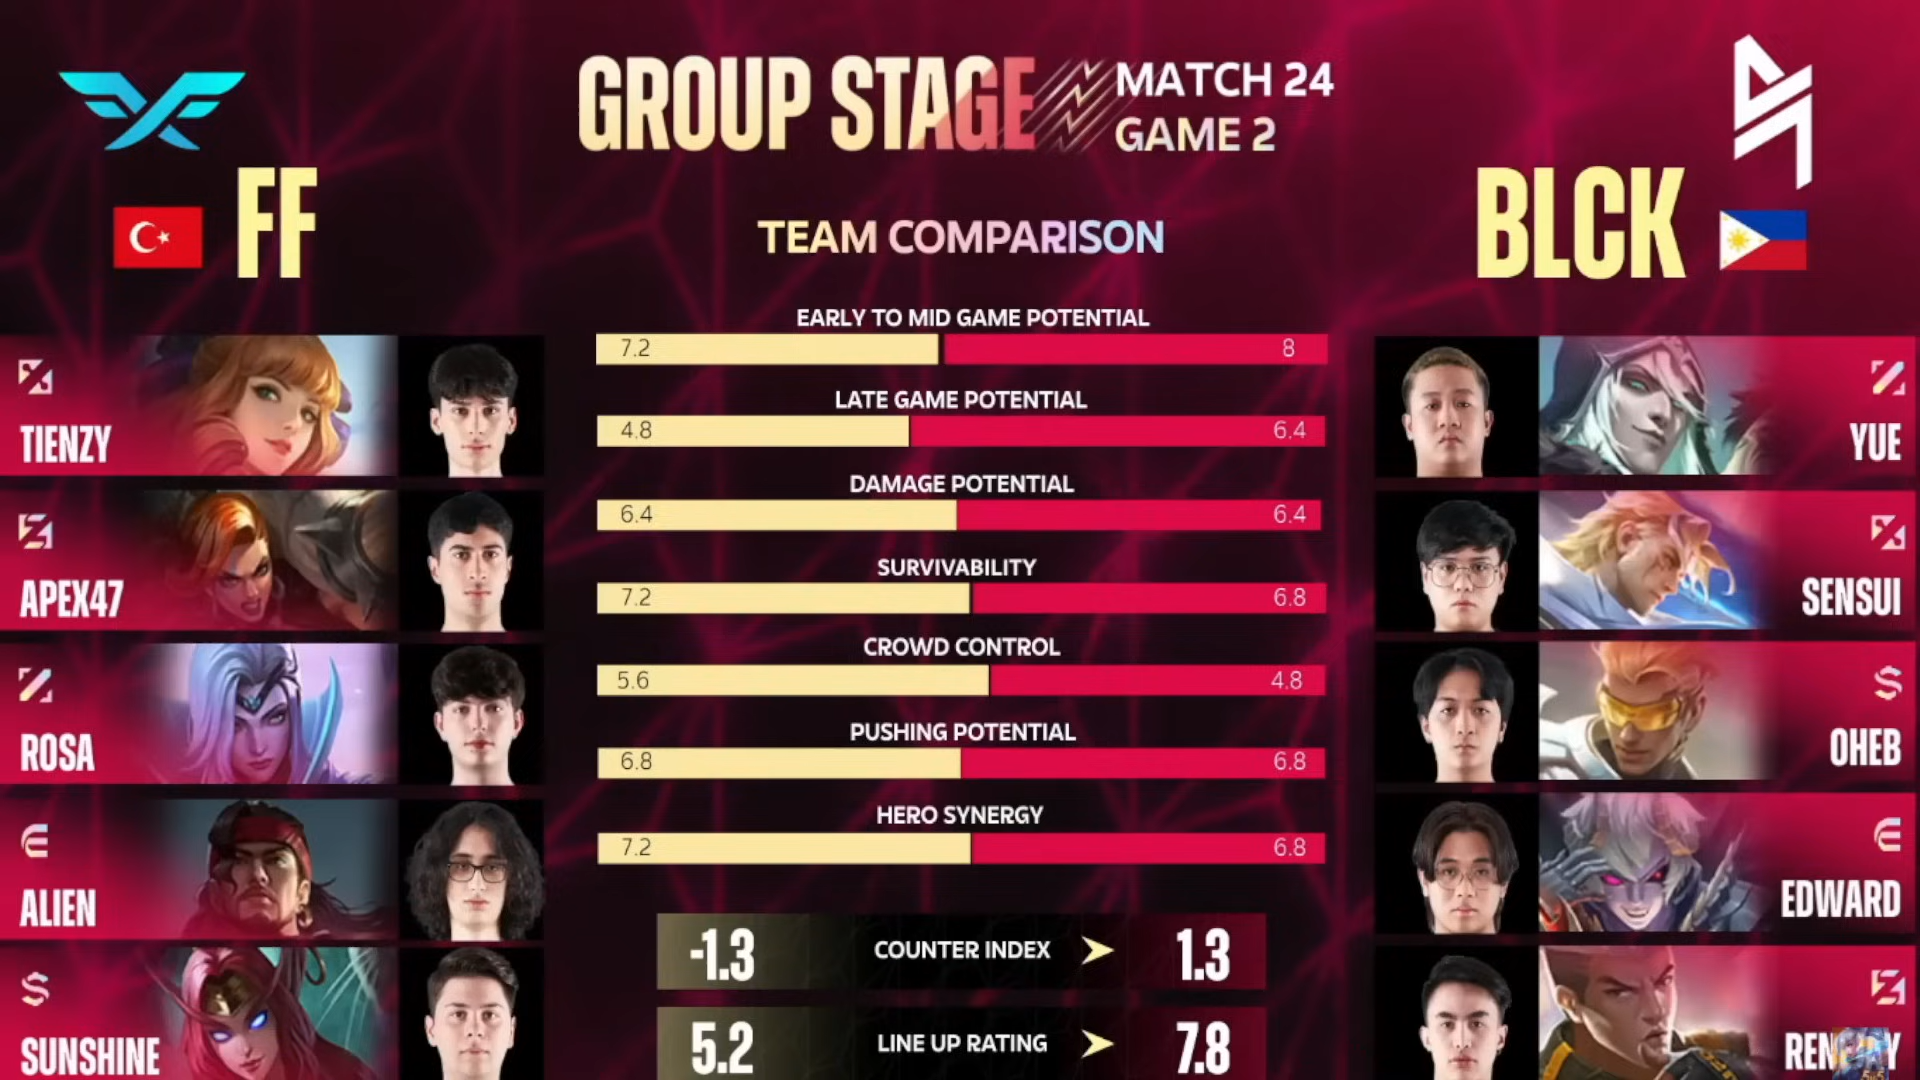 GROUP STAGE
MATCH 24
GAME 2
FF
BLCK
TEAM COMPARISON
EARLY TO MID GAME POTENTIAL
7.2 8
LATE GAME POTENTIAL
4.8 6.4
DAMAGE POTENTIAL
6.4 6.4
SURVIVABILITY
7.2 6.8
CROWD CONTROL
5.6 4.8
PUSHING POTENTIAL
6.8 6.8
HERO SYNERGY
7.2 6.8
-1.3 COUNTER INDEX 1.3
5.2 LINE UP RATING 7.8
TIENZY
APEX47
ROSA
ALIEN
SUNSHINE
YUE
SENSUI
OHEB
EDWARD